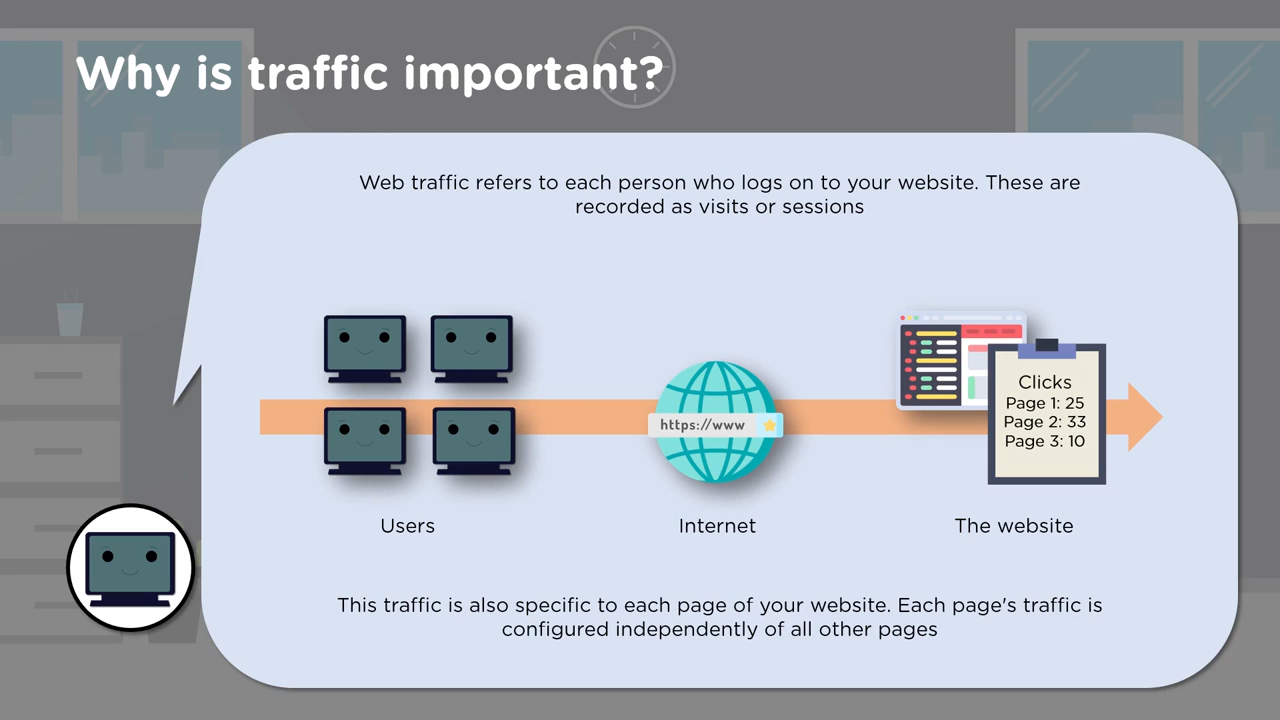 Why is traffic important?
Web traffic refers to each person who logs on to your website. These are
recorded as visits or sessions
https://www
Clicks
Page 1: 25
Page 2: 33
Page 3: 10
Users
Internet
The website
This traffic is also specific to each page of your website. Each page's traffic is
configured independently of all other pages